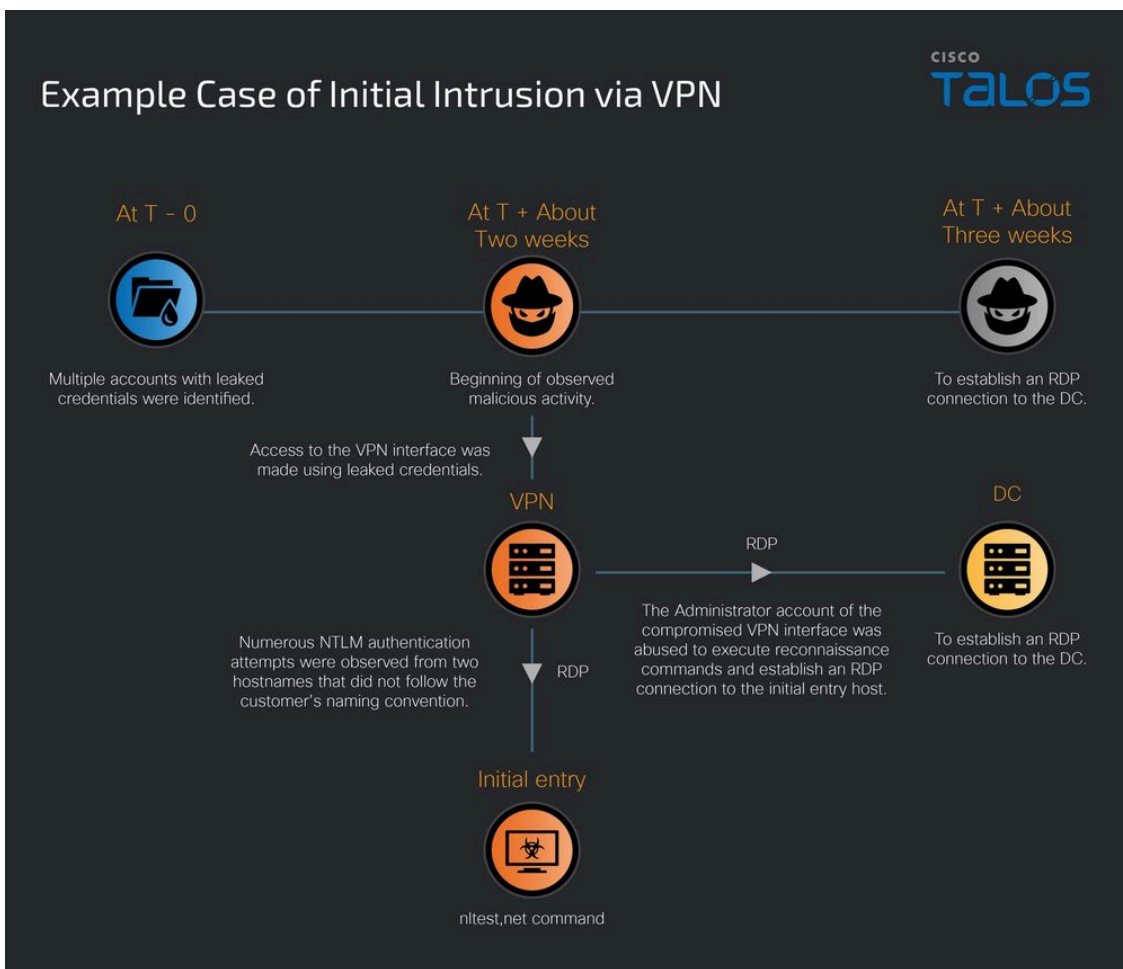 CISCO
TALOS
Example Case of Initial Intrusion via VPN
At T - 0
At T + About
Two weeks
At T + About
Three weeks
Multiple accounts with leaked
credentials were identified.
Beginning of observed
malicious activity.
To establish an RDP
connection to the DC.
Access to the VPN interface was
made using leaked credentials.
VPN
DC
RDP
The Administrator account of the
compromised VPN interface was
abused to execute reconnaissance
commands and establish an RDP
connection to the initial entry host.
To establish an RDP
connection to the DC.
Numerous NTLM authentication
attempts were observed from two
hostnames that did not follow the
customer's naming convention.
RDP
Initial entry
nltest,net command